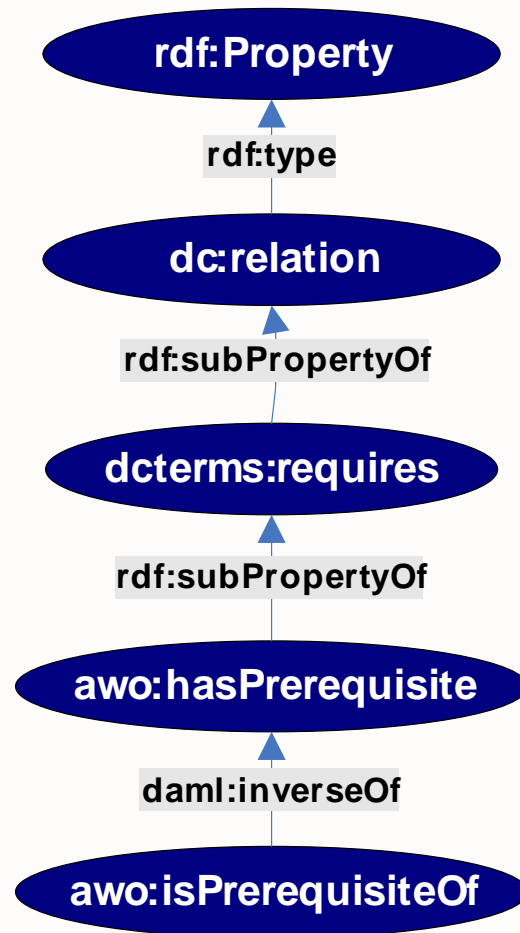 rdf:Property
rdf:type
dc:relation
rdf:subPropertyOf
dcterms:requires
rdf:subPropertyOf
awo:hasPrerequisite
daml:inverseOf
awo:isPrerequisiteOf